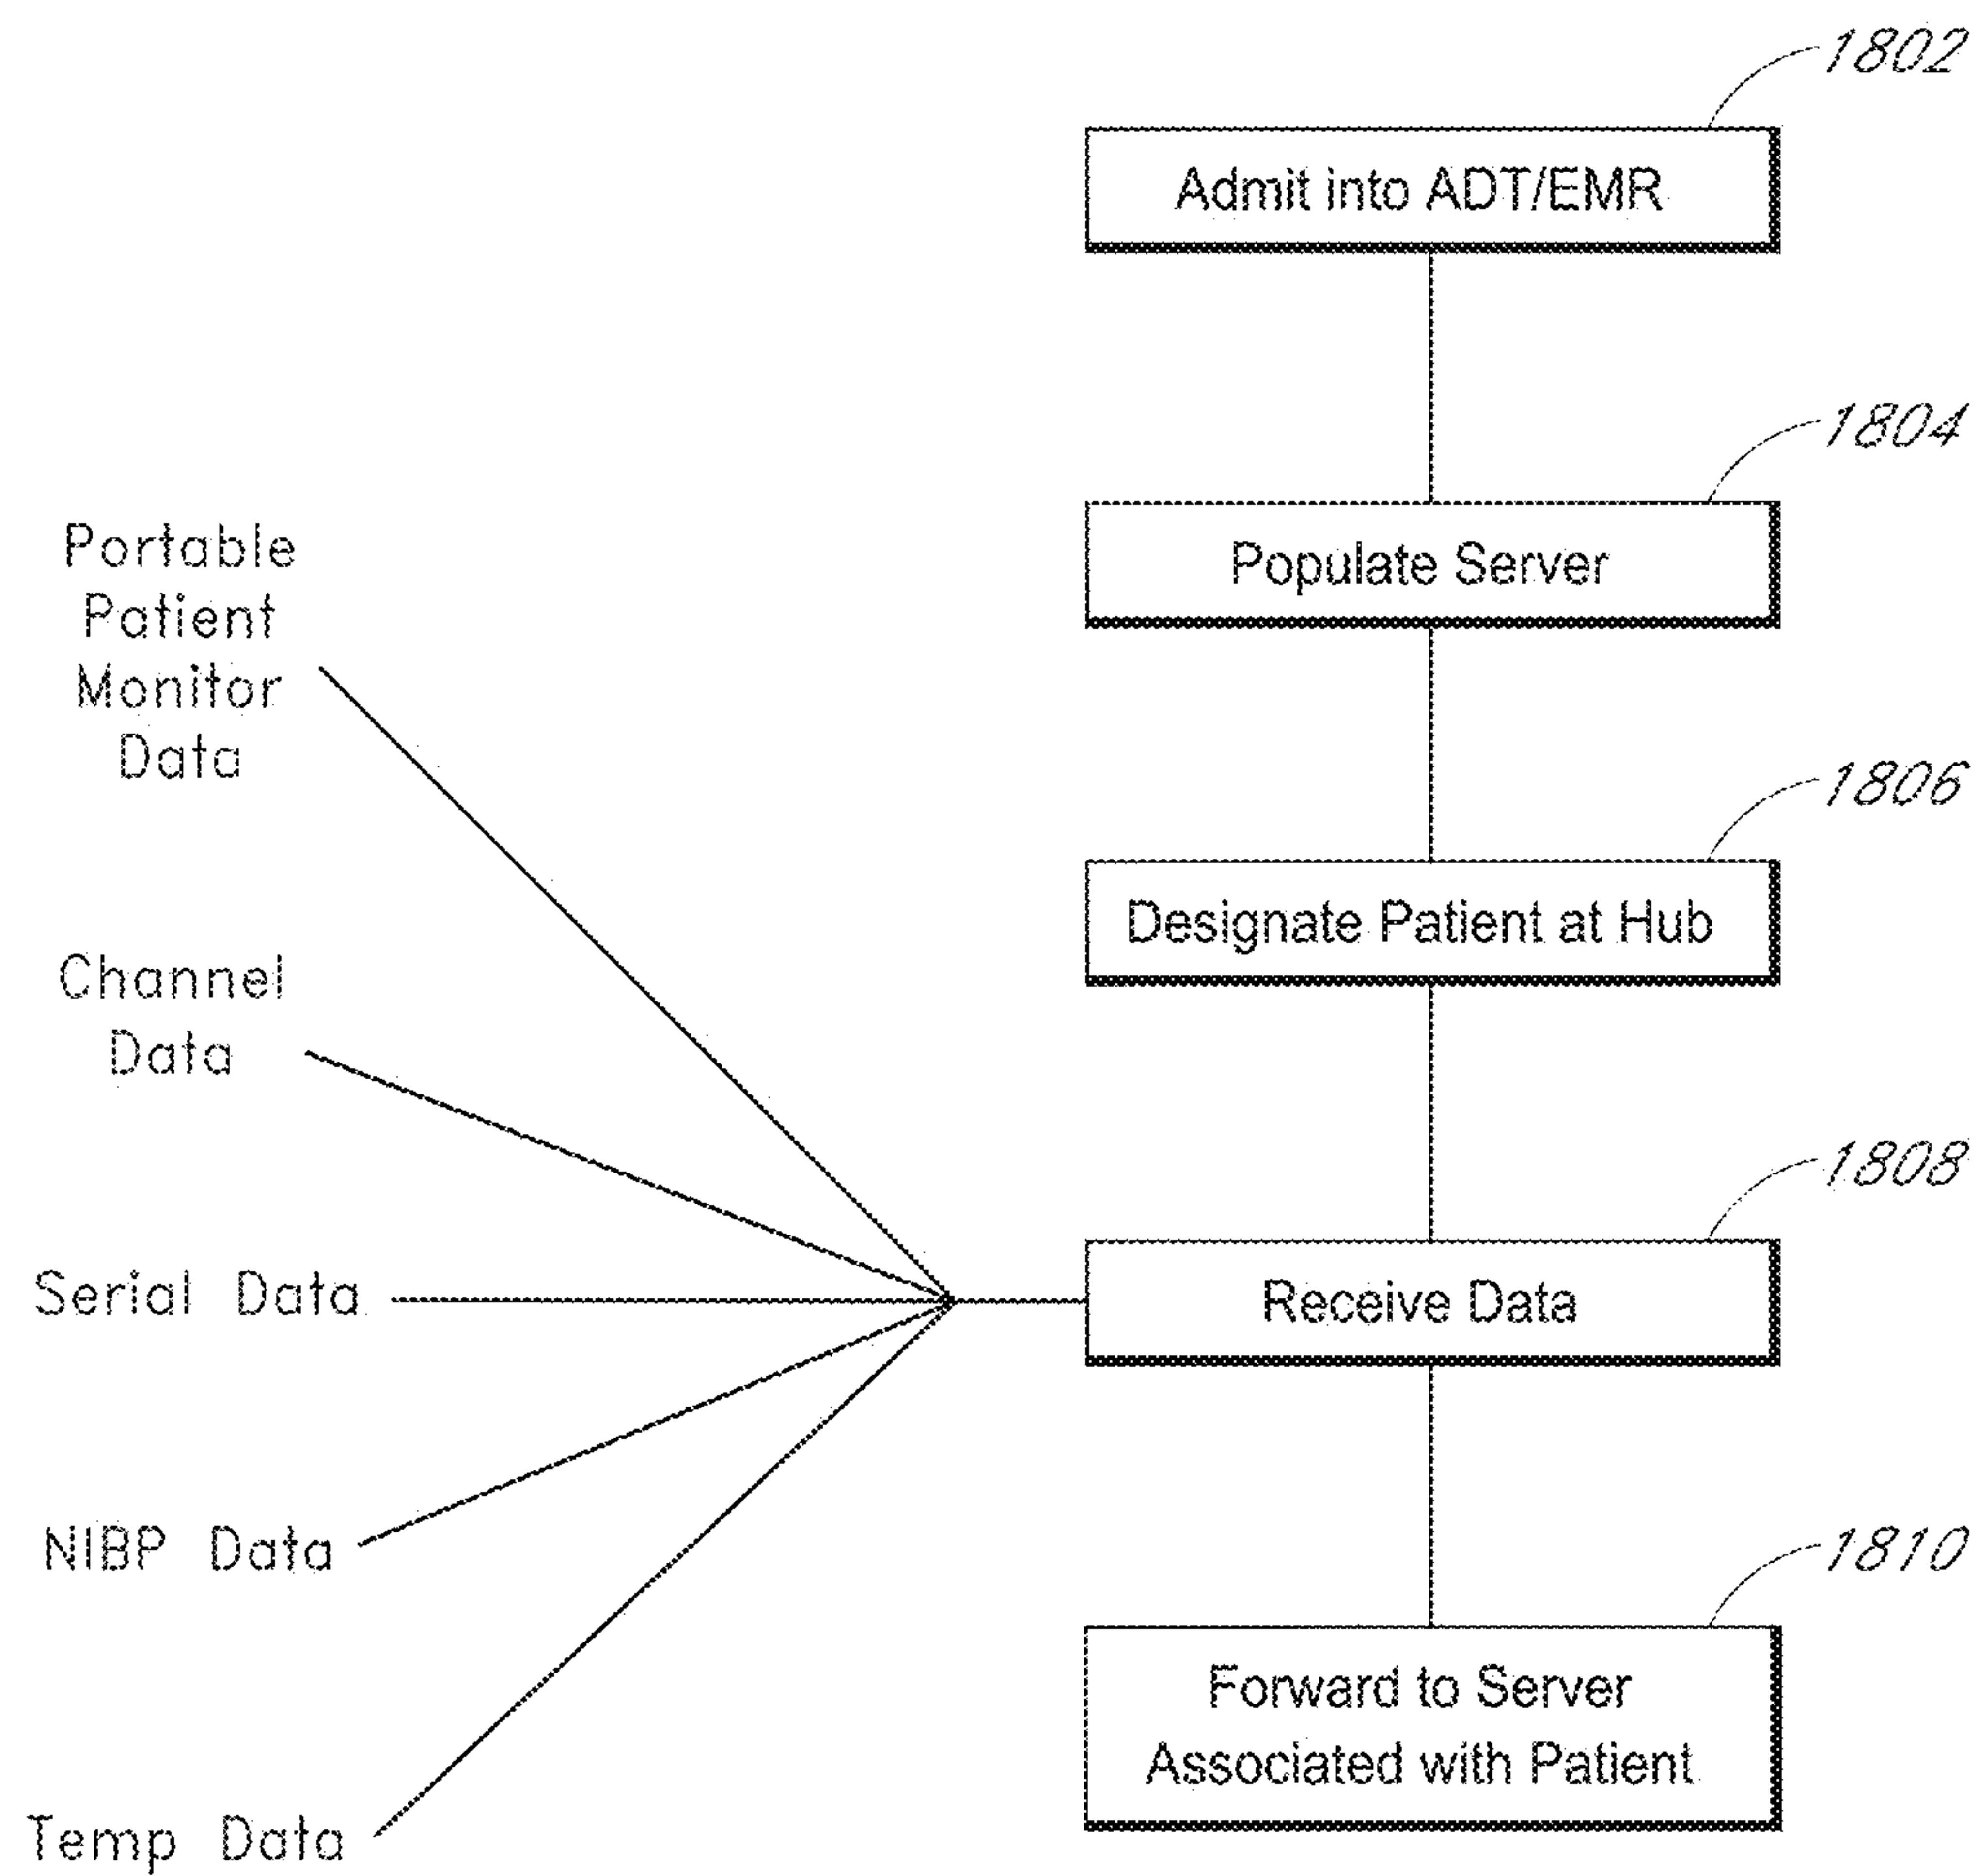 1802
Admit into ADT/EMR
1804
Populate Server
Portable
Patient
Monitor
Data
1806
Designate Patient at Hub
Channel
Data
1808
Serial Data
Receive Data
NIBP Data
1810
Forward to Server
Associated with Patient
Temp Data